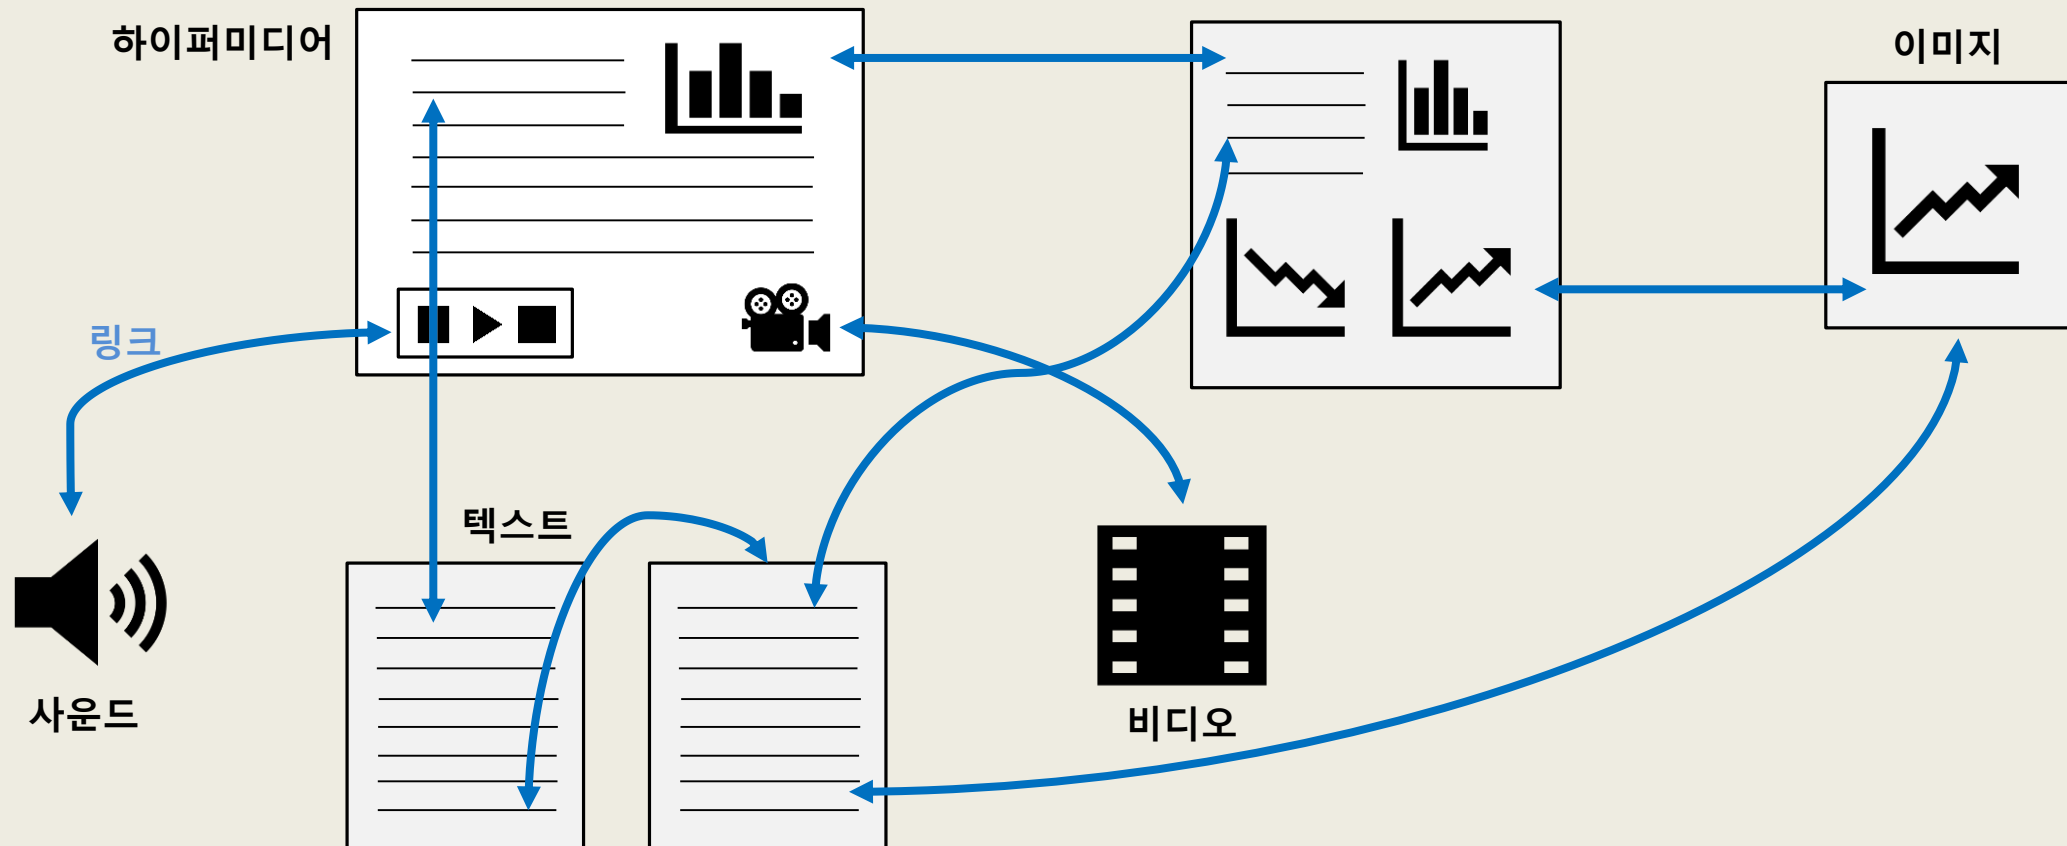 하이퍼미디어
이미지
링크
텍스트
사운드
비디오